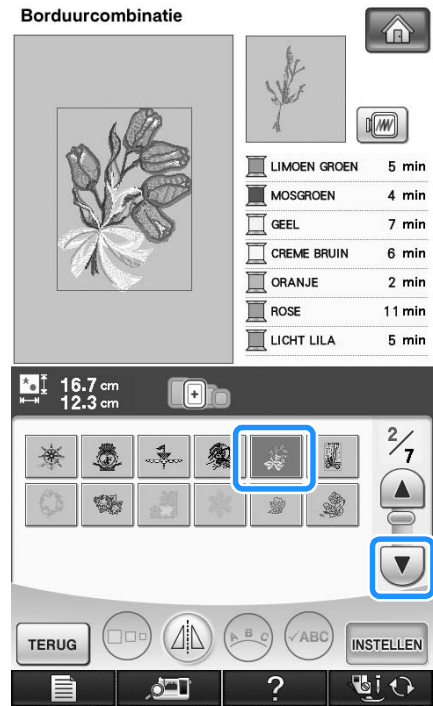 Borduurcombinatie
LIMOEN GROEN 5 min
MOSGROEN 4 min
GEEL 7 min
CREME BRUIN 6 min
ORANJE 2 min
ROSE 11 min
LICHT LILA 5 min
16.7 cm
12.3 cm
2/7
TERUG
A B C
✓ABC
INSTELLEN
?